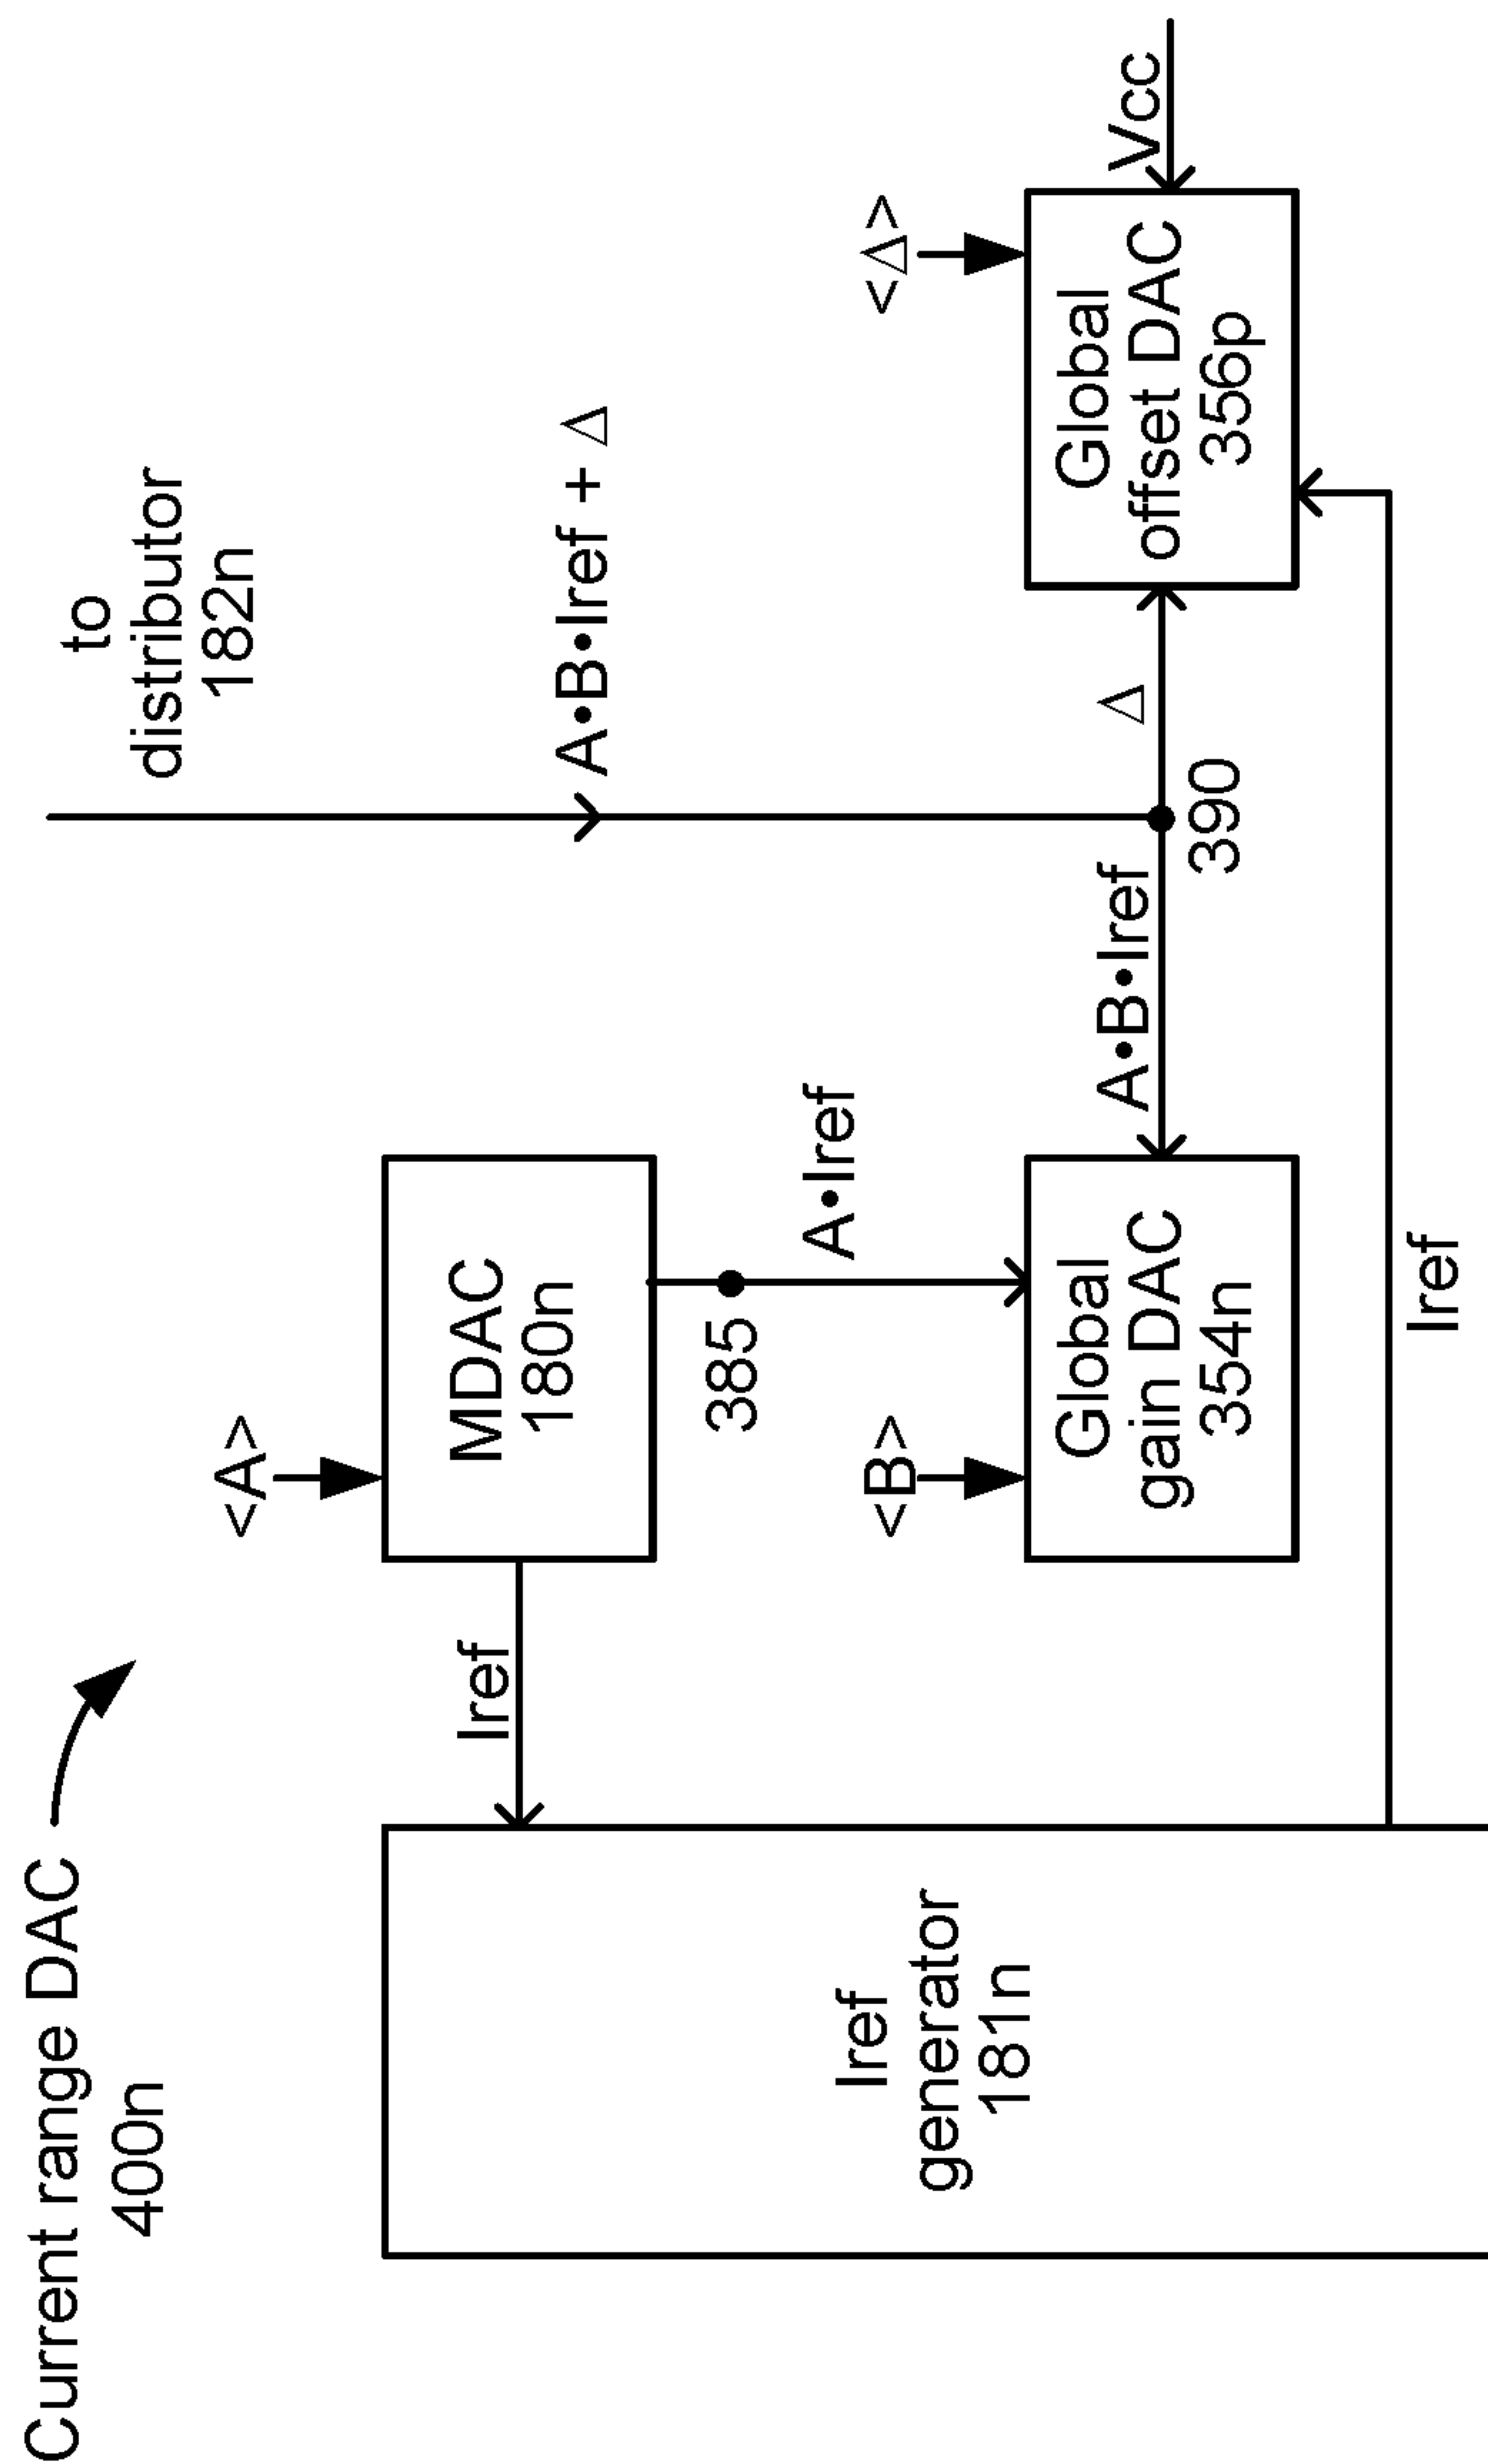 Current range DAC
400n
to
distributor
182n
<A>
MDAC
180n
Iref
385
A•Iref
A•B•Iref + Δ
Iref
generator
181n
<B>
Global
gain DAC
354n
A•B•Iref
390
Δ
<Δ>
Global
offset DAC
356p
Vcc
Iref